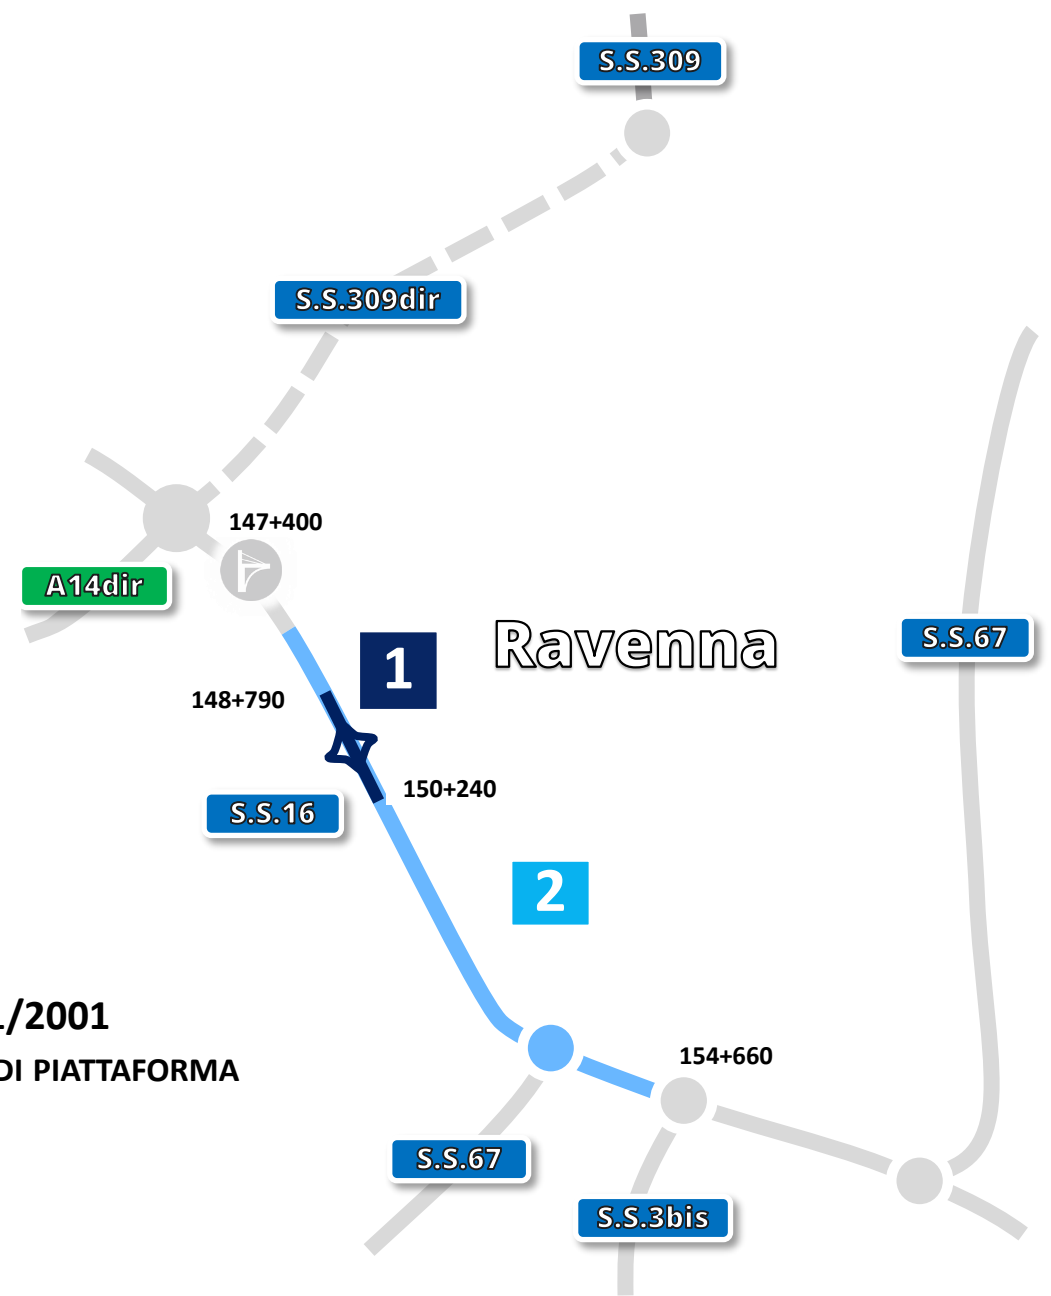 S.S.309
S.S.309dir
147+400
A14dir
Ravenna
S.S.67
1
148+790
150+240
S.S.16
2
/2001
DI PIATTAFORMA
154+660
S.S.67
S.S.3bis